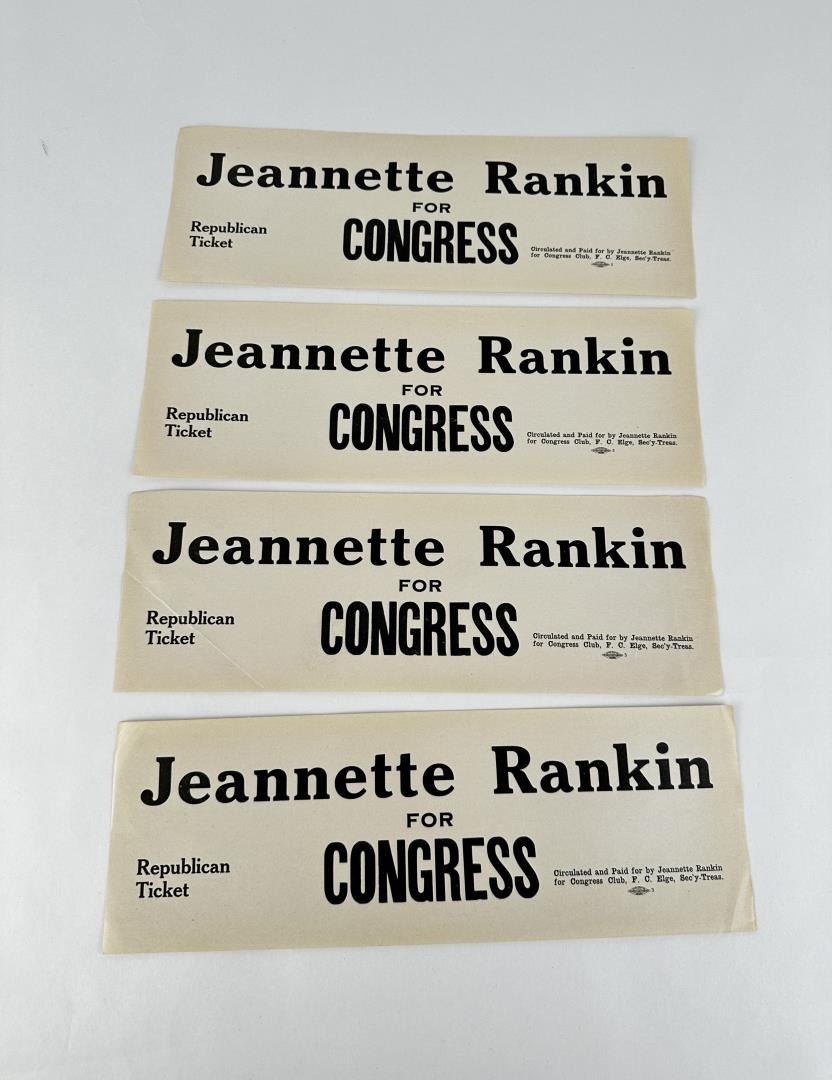 Jeannette Rankin
FOR
CONGRESS
Republican
Ticket
Circulated and Paid for by Jeannette Rankin
for Congress Club, F. C. Elge, Sec'y-Treas.
3
Jeannette Rankin
FOR
CONGRESS
Republican
Ticket
Circulated and Paid for by Jeannette Rankin
for Congress Club, F. C. Elge, Sec'y-Treas.
3
Jeannette Rankin
FOR
CONGRESS
Republican
Ticket
Circulated and Paid for by Jeannette Rankin
for Congress Club, F. C. Elge, Sec'y-Treas.
3
Jeannette Rankin
FOR
CONGRESS
Republican
Ticket
Circulated and Paid for by Jeannette Rankin
for Congress Club, F. C. Elge, Sec'y-Treas.
3